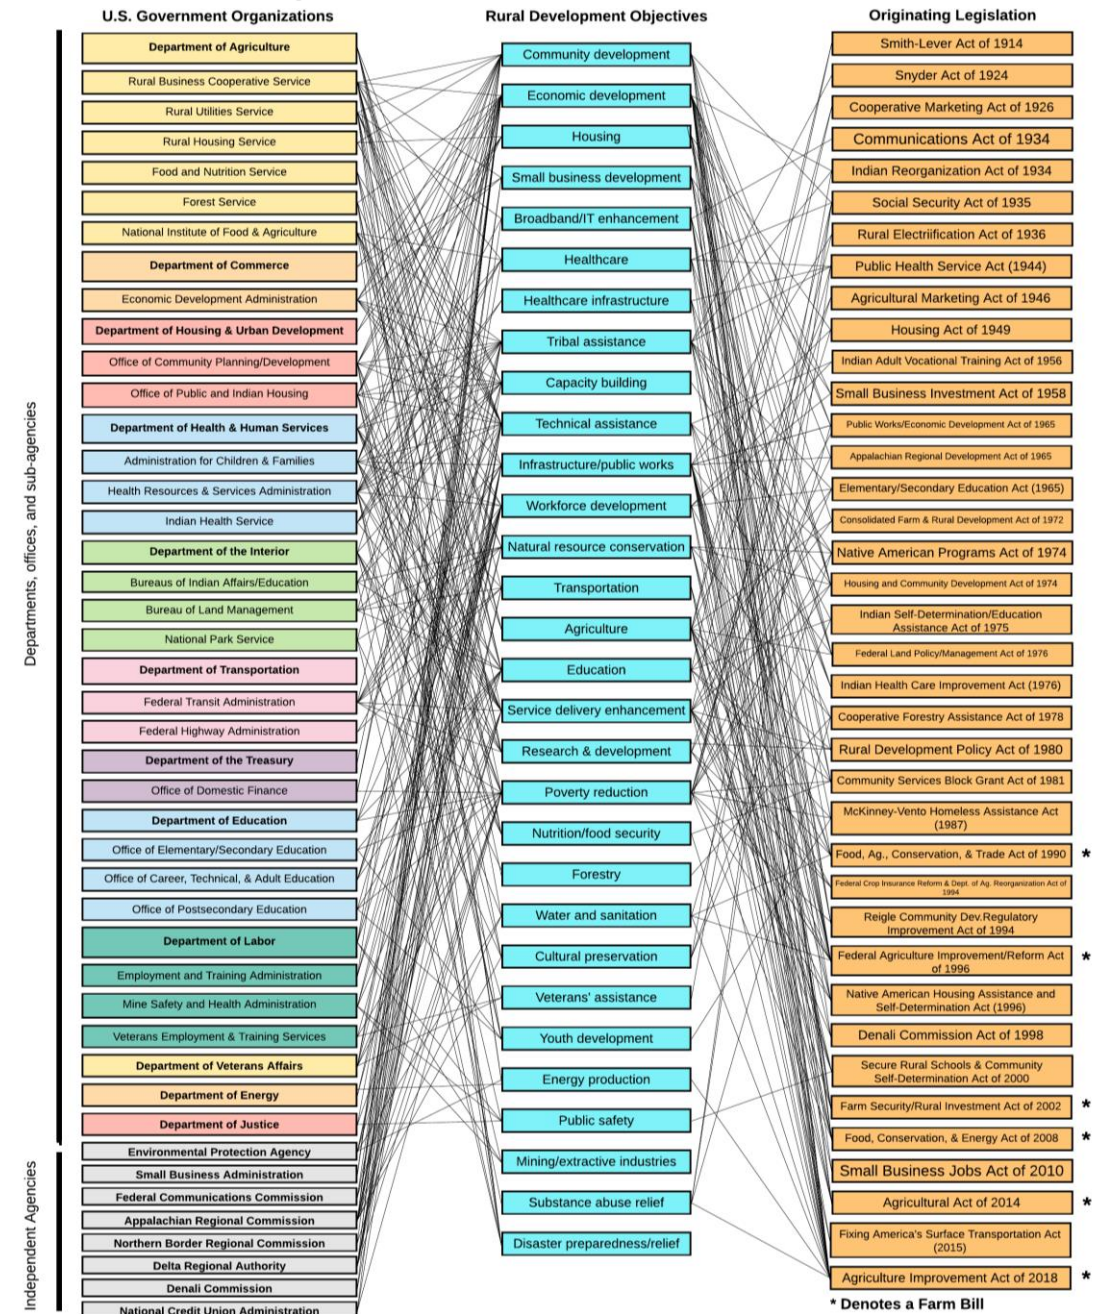 U.S. Government Organizations
Rural Development Objectives
Originating Legislation
Departments, offices, and sub-agencies
Department of Agriculture
Rural Business Cooperative Service
Rural Utilities Service
Rural Housing Service
Food and Nutrition Service
Forest Service
National Institute of Food & Agriculture
Department of Commerce
Economic Development Administration
Department of Housing & Urban Development
Office of Community Planning/Development
Office of Public and Indian Housing
Department of Health & Human Services
Administration for Children & Families
Health Resources & Services Administration
Indian Health Service
Department of the Interior
Bureaus of Indian Affairs/Education
Bureau of Land Management
National Park Service
Department of Transportation
Federal Transit Administration
Federal Highway Administration
Department of the Treasury
Office of Domestic Finance
Department of Education
Office of Elementary/Secondary Education
Office of Career, Technical, & Adult Education
Office of Postsecondary Education
Department of Labor
Employment and Training Administration
Mine Safety and Health Administration
Veterans Employment & Training Services
Department of Veterans Affairs
Department of Energy
Department of Justice
Independent Agencies
Environmental Protection Agency
Small Business Administration
Federal Communications Commission
Appalachian Regional Commission
Northern Border Regional Commission
Delta Regional Authority
Denali Commission
National Credit Union Administration
Community development
Economic development
Housing
Small business development
Broadband/IT enhancement
Healthcare
Healthcare infrastructure
Tribal assistance
Capacity building
Technical assistance
Infrastructure/public works
Workforce development
Natural resource conservation
Transportation
Agriculture
Education
Service delivery enhancement
Research & development
Poverty reduction
Nutrition/food security
Forestry
Water and sanitation
Cultural preservation
Veterans' assistance
Youth development
Energy production
Public safety
Mining/extractive industries
Substance abuse relief
Disaster preparedness/relief
Smith-Lever Act of 1914
Snyder Act of 1924
Cooperative Marketing Act of 1926
Communications Act of 1934
Indian Reorganization Act of 1934
Social Security Act of 1935
Rural Electriification Act of 1936
Public Health Service Act (1944)
Agricultural Marketing Act of 1946
Housing Act of 1949
Indian Adult Vocational Training Act of 1956
Small Business Investment Act of 1958
Public Works/Economic Development Act of 1965
Appalachian Regional Development Act of 1965
Elementary/Secondary Education Act (1965)
Consolidated Farm & Rural Development Act of 1972
Native American Programs Act of 1974
Housing and Community Development Act of 1974
Indian Self-Determination/Education
Assistance Act of 1975
Federal Land Policy/Management Act of 1976
Indian Health Care Improvement Act (1976)
Cooperative Forestry Assistance Act of 1978
Rural Development Policy Act of 1980
Community Services Block Grant Act of 1981
McKinney-Vento Homeless Assistance Act
(1987)
Food, Ag., Conservation, & Trade Act of 1990 *
Federal Crop Insurance Reform & Dept. of Ag. Reorganization Act of
1994
Reigle Community Dev.Regulatory
Improvement Act of 1994
Federal Agriculture Improvement/Reform Act *
of 1996
Native American Housing Assistance and
Self-Determination Act (1996)
Denali Commission Act of 1998
Secure Rural Schools & Community
Self-Determination Act of 2000
Farm Security/Rural Investment Act of 2002 *
Food, Conservation, & Energy Act of 2008 *
Small Business Jobs Act of 2010
Agricultural Act of 2014 *
Fixing America's Surface Transportation Act
(2015)
Agriculture Improvement Act of 2018 *
* Denotes a Farm Bill